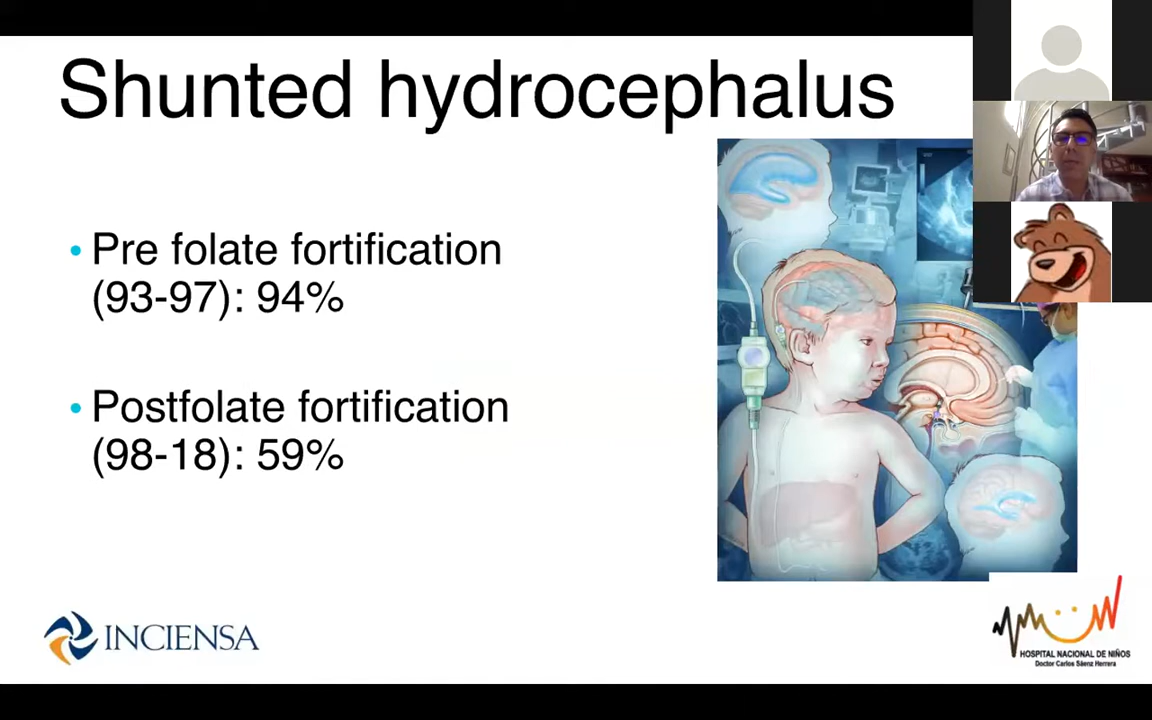 Shunted hydrocephalus
• Pre folate fortification
(93-97): 94%
• Postfolate fortification
(98-18): 59%
INCIENSA
HOSPITAL NACIONAL DE NIÑOS
Doctor Carlos Sáenz Herrera